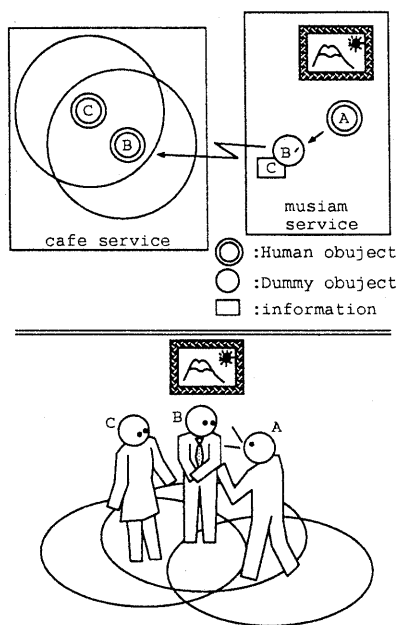 C
B
A
B′
C
cafe service
musiam
service
:Human obuject
:Dummy obuject
:information
C
B
A